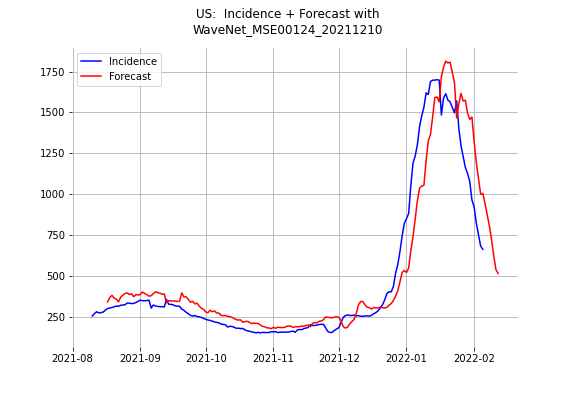 US:  Incidence + Forecast with
WaveNet_MSE00124_20211210
Incidence
Forecast
1750
1500
1250
1000
750
500
250
2021-08 2021-09 2021-10 2021-11 2021-12 2022-01 2022-02